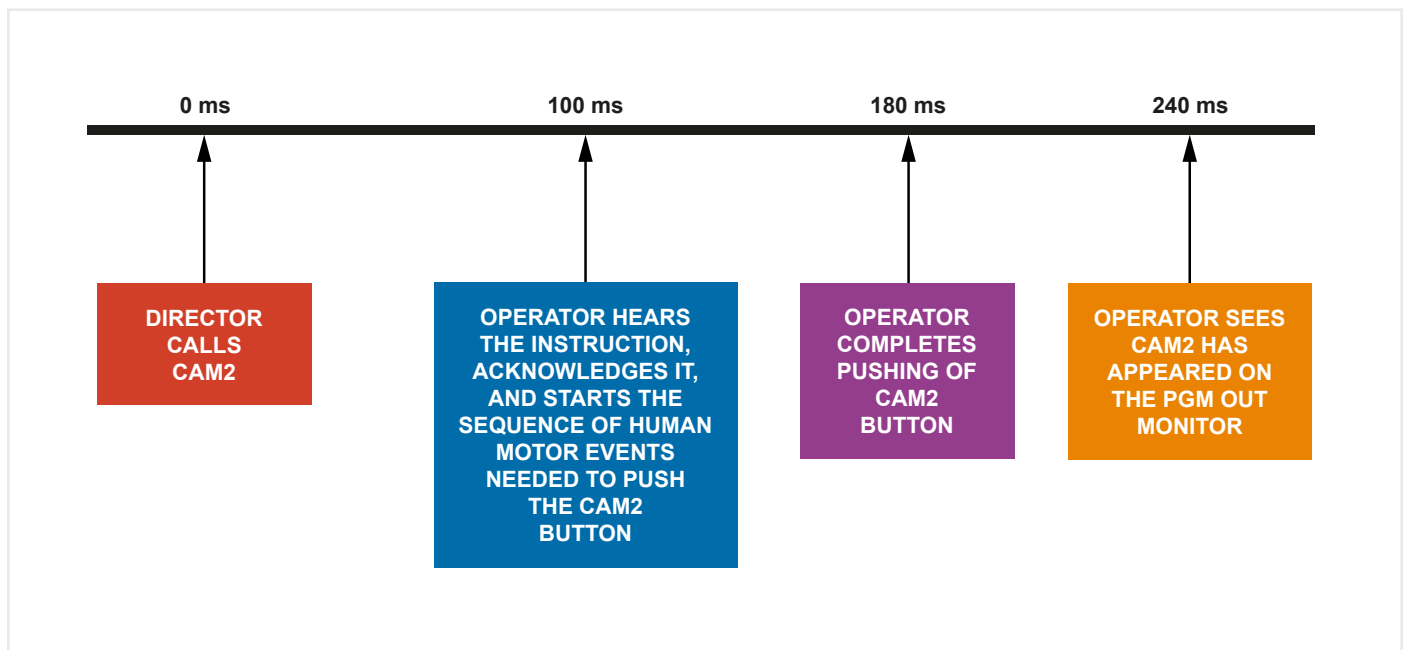 0 ms
100 ms
180 ms
240 ms
DIRECTOR
CALLS
CAM2
OPERATOR HEARS
THE INSTRUCTION,
ACKNOWLEDGES IT,
AND STARTS THE
SEQUENCE OF HUMAN
MOTOR EVENTS
NEEDED TO PUSH
THE CAM2
BUTTON
OPERATOR
COMPLETES
PUSHING OF
CAM2
BUTTON
OPERATOR SEES
CAM2 HAS
APPEARED ON
THE PGM OUT
MONITOR